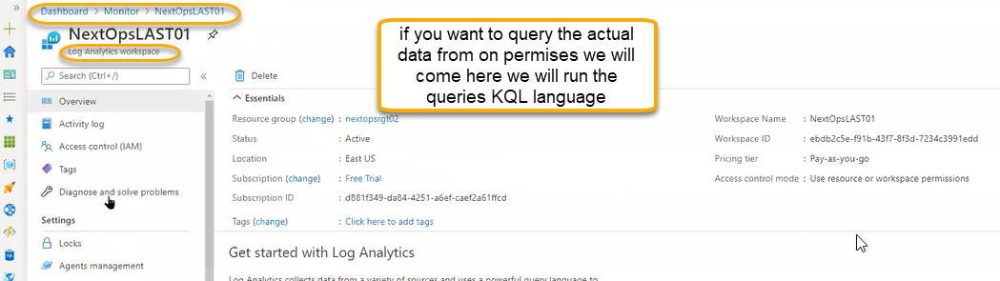 Dashboard > Monitor > NextOpsLAST01
NextOpsLAST01
Log Analytics workspace
if you want to query the actual
data from on permises we will
come here we will run the
queries KQL language
Search (Ctrl+/)
Delete
Overview
Activity log
Access control (IAM)
Tags
Diagnose and solve problems
Settings
Locks
Agents management
Essentials
Resource group (change) : nextopsrgt02
Status : Active
Location : East US
Subscription (change) : Free Trial
Subscription ID : d881f349-da84-4251-a6ef-caef2a61ffcd
Tags (change) : Click here to add tags
Workspace Name : NextOpsLAST01
Workspace ID : ebdb2c5e-f91b-43f7-8f3d-7234c3991edd
Pricing tier : Pay-as-you-go
Access control mode : Use resource or workspace permissions
Get started with Log Analytics
Log Analytics collects data from a variety of sources and uses a powerful query language to